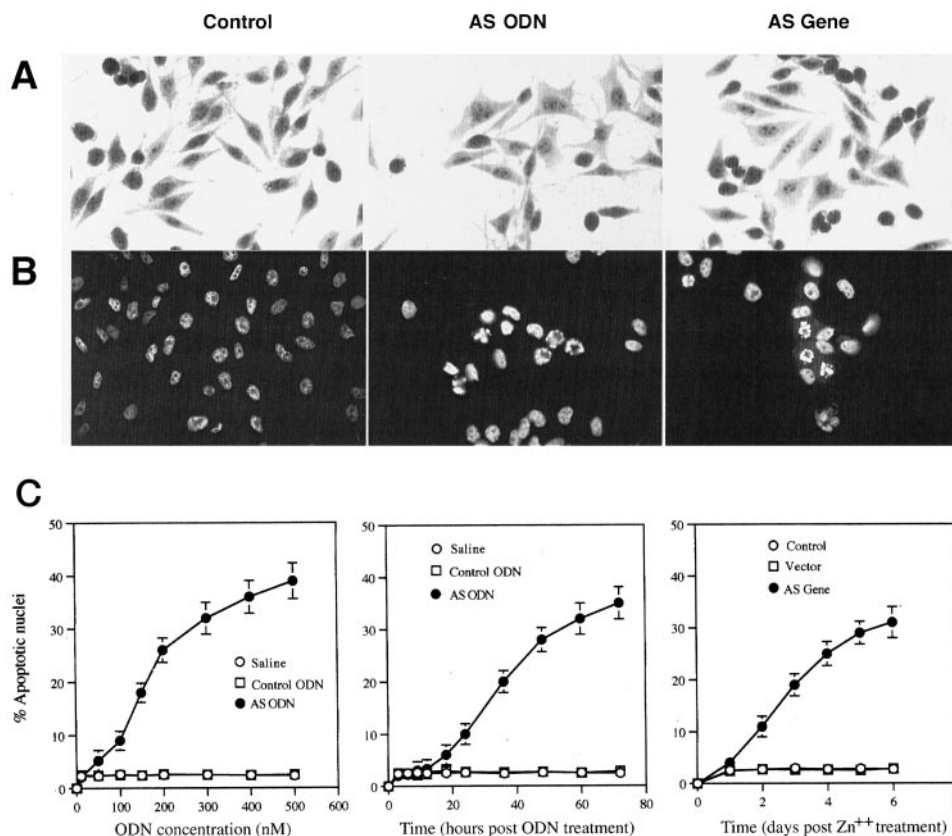 Control AS ODN AS Gene
A
B
C
% Apoptotic nuclei
50
40
30
20
10
0
Saline
Control ODN
AS ODN
0 100 200 300 400 500 600
ODN concentration (nM)
50
40
30
20
10
0
Saline
Control ODN
AS ODN
0 20 40 60 80
Time (hours post ODN treatment)
50
40
30
20
10
0
Control
Vector
AS Gene
0 2 4 6
Time (days post Zn++ treatment)